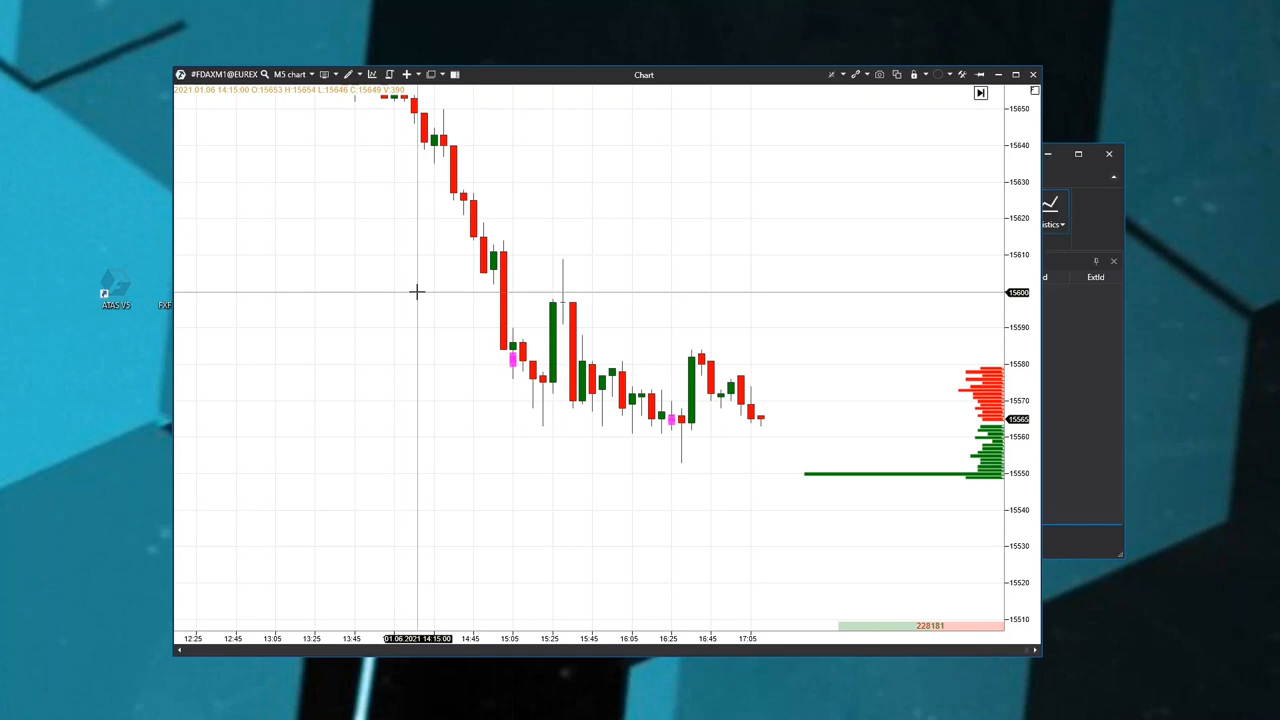 #FDAXM1@EUREX M5 chart Chart
2021.01.06 14:15:00 O:15653 H:15654 L:15646 C:15649 V:390
15650
15640
15630
15620
15610
15600
15590
15580
15570
15565
15560
15550
15540
15530
15520
15510
228181
12:25 12:45 13:05 13:25 13:45 01.06.2021 14:15:00 14:45 15:05 15:25 15:45 16:05 16:25 16:45 17:05
ATAS V5 FXF
istics
d ExtId